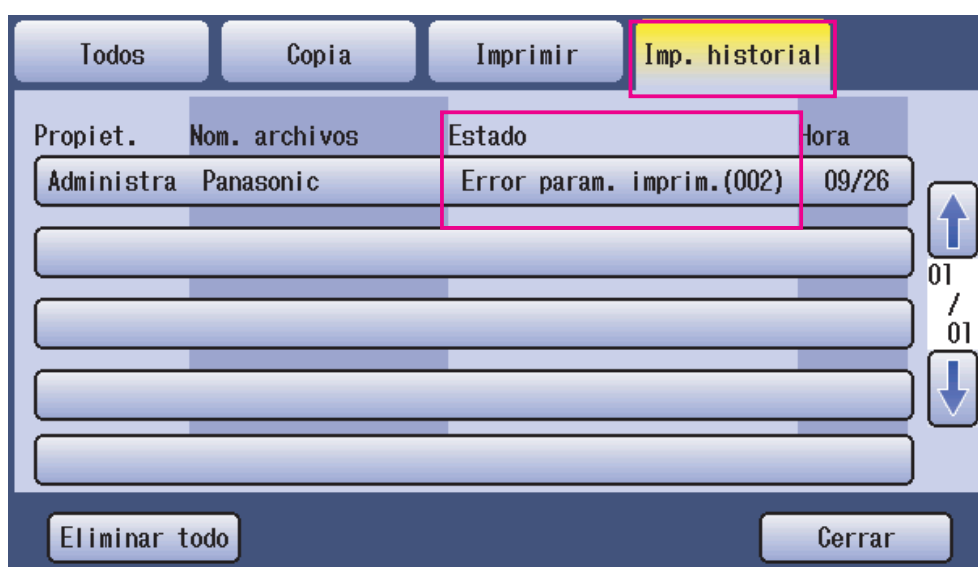 Todos Copia Imprimir Imp. historial
Propiet. Nom. archivos Estado Hora
Administra Panasonic Error param. imprim.(002) 09/26
01
/
01
Eliminar todo Cerrar